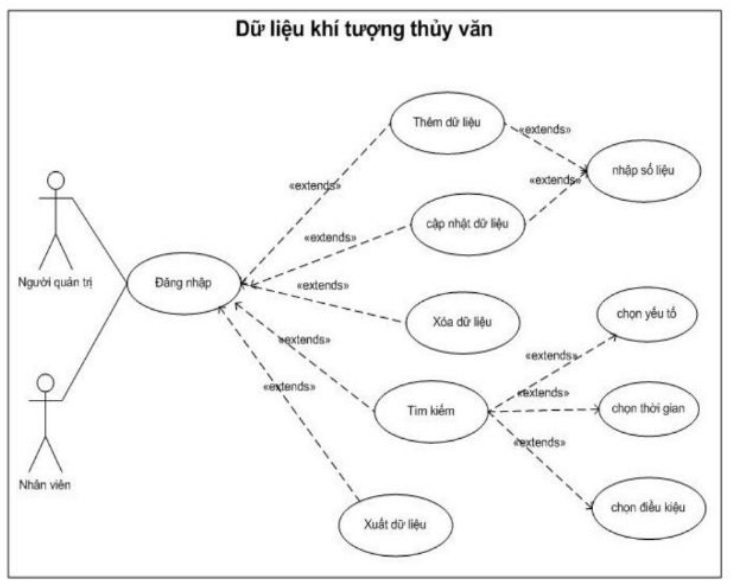 Dữ liệu khí tượng thủy văn
Thêm dữ liệu
«extends»
nhập số liệu
«extends»
«extends»
cập nhật dữ liệu
«extends»
Người quản trị
Đăng nhập
«extends»
Xóa dữ liệu
chọn yếu tố
«extends»
«extends»
Tìm kiếm
«extends»
chọn thời gian
«extends»
«extends»
Nhân viên
Xuất dữ liệu
chọn điều kiệu